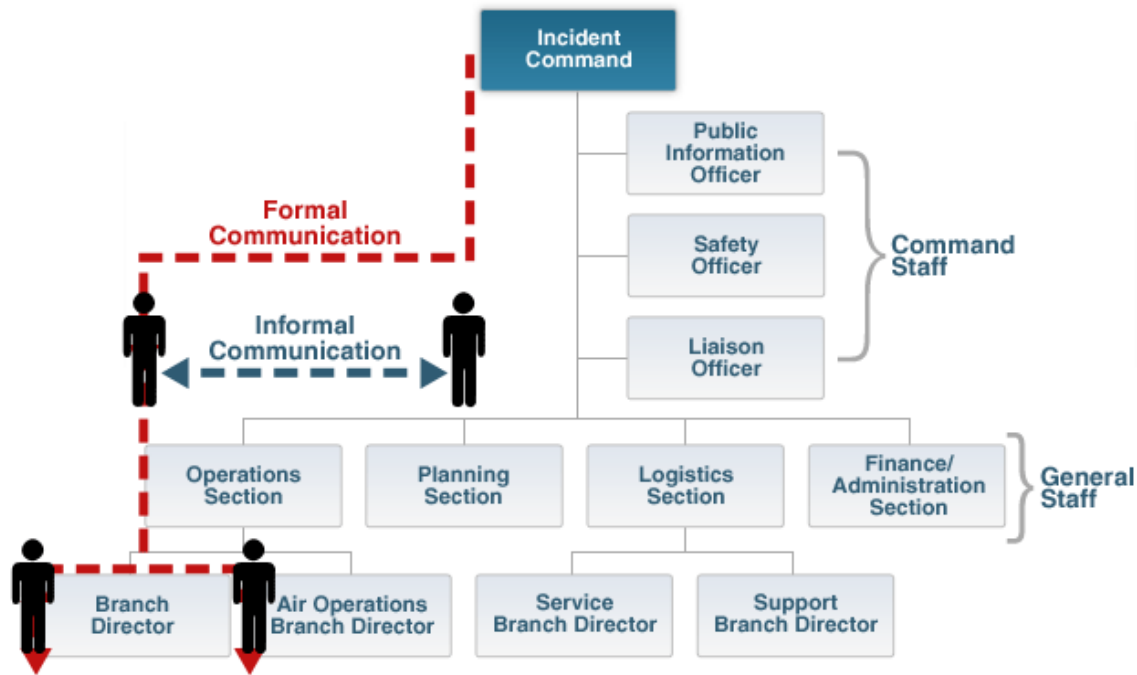 Incident
Command
Public
Information
Officer
Formal
Communication
Safety
Officer
Command
Staff
Informal
Communication
Liaison
Officer
Operations
Section
Planning
Section
Logistics
Section
Finance/
Administration
Section
General
Staff
Branch
Director
Air Operations
Branch Director
Service
Branch Director
Support
Branch Director